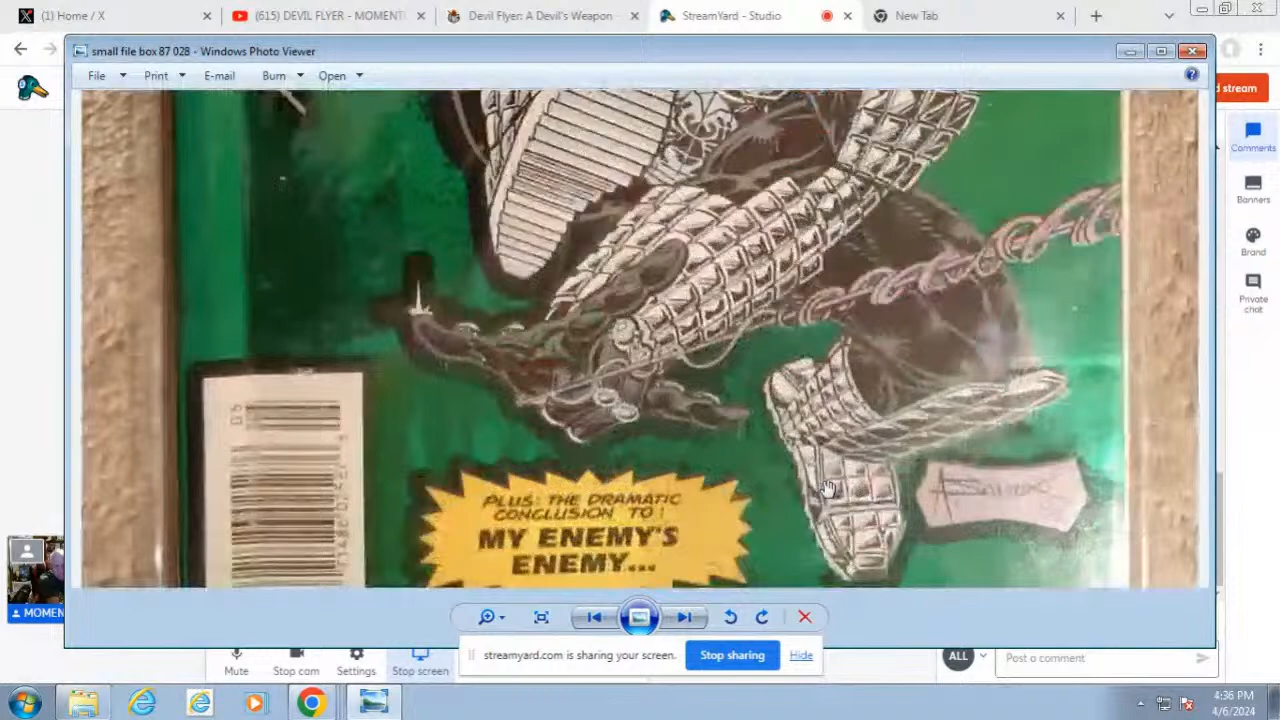 (1) Home / X
(615) DEVIL FLYER - MOMENT
Devil Flyer: A Devil's Weapon
StreamYard - Studio
New Tab
small file box 87 028 - Windows Photo Viewer
File
Print
E-mail
Burn
Open
d stream
Comments
Banners
Brand
Private
chat
PLUS: THE DRAMATIC
CONCLUSION TO:
MY ENEMY'S
ENEMY...
MOMEN
streamyard.com is sharing your screen.
Stop sharing
Hide
Mute
Stop cam
Settings
Stop screen
ALL
Post a comment
4:36 PM
4/6/2024